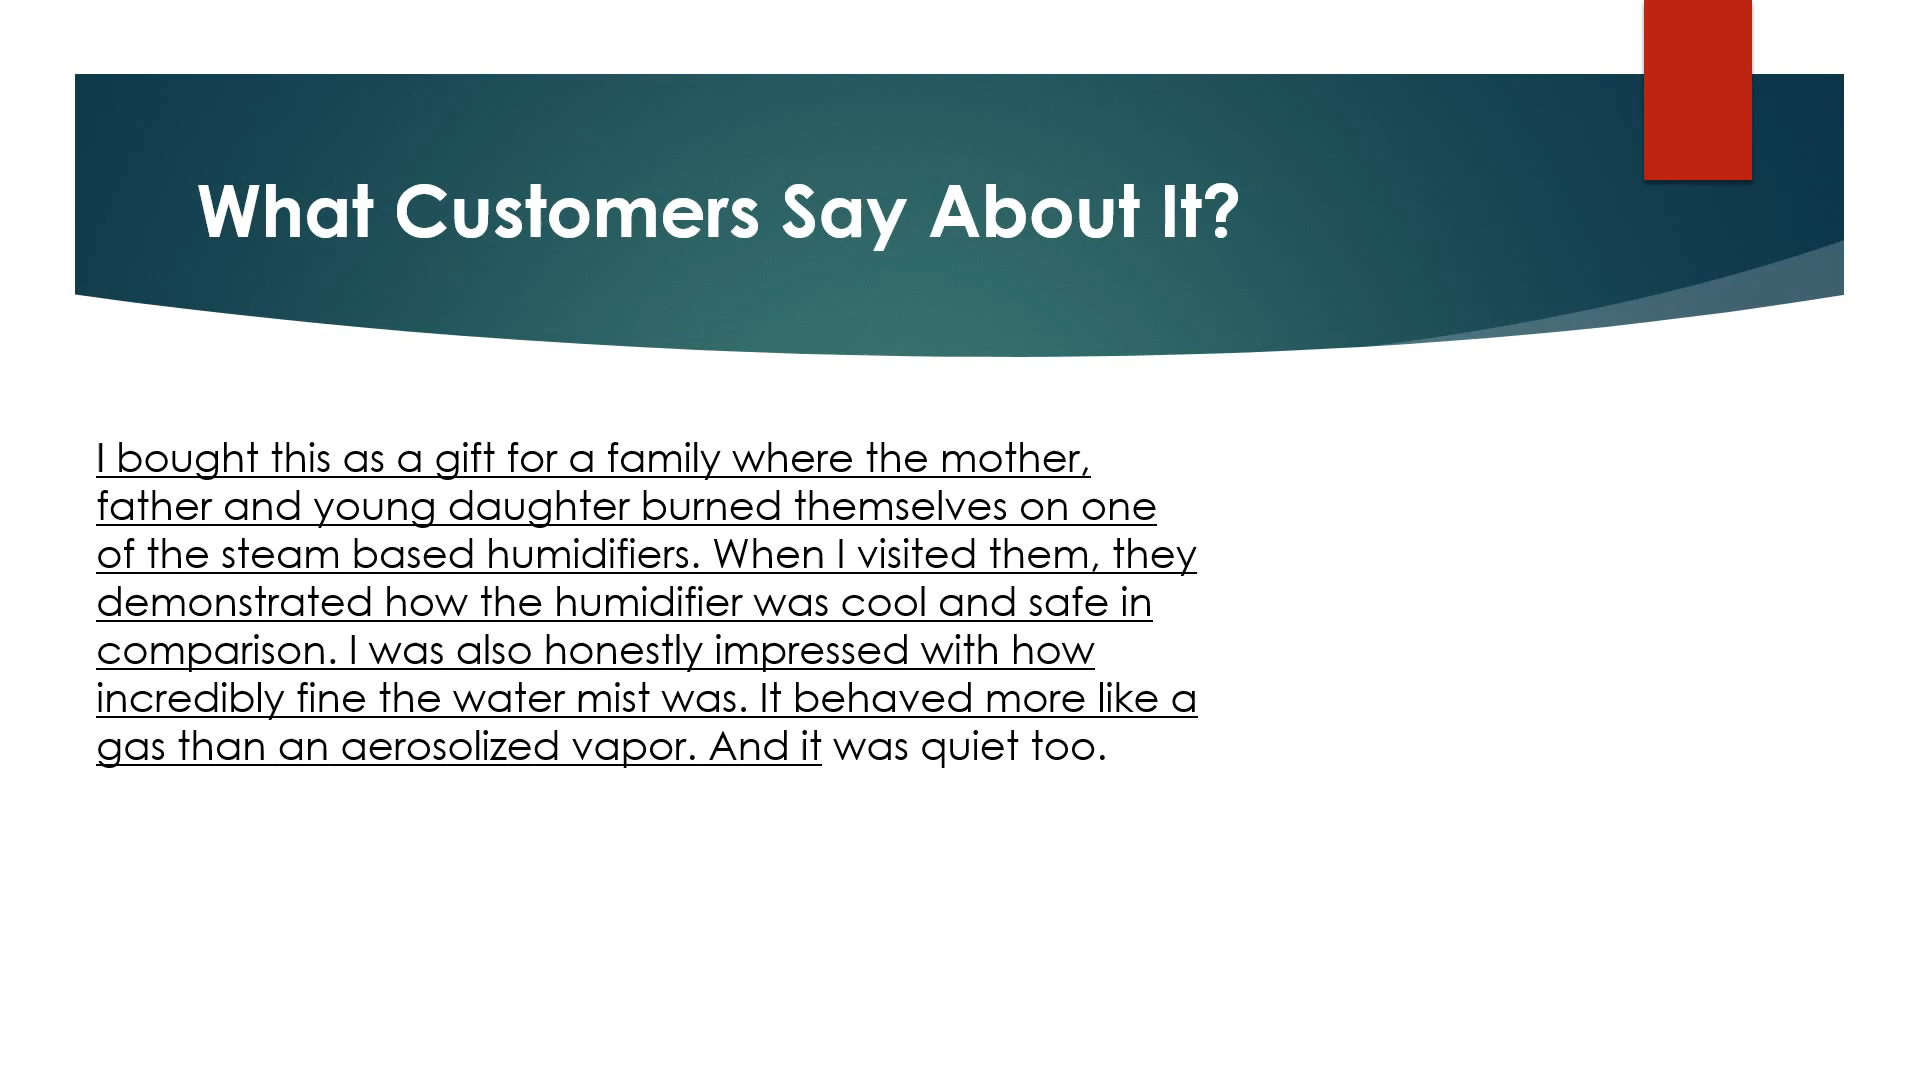 What Customers Say About It?
I bought this as a gift for a family where the mother,
father and young daughter burned themselves on one
of the steam based humidifiers. When I visited them, they
demonstrated how the humidifier was cool and safe in
comparison. I was also honestly impressed with how
incredibly fine the water mist was. It behaved more like a
gas than an aerosolized vapor. And it was quiet too.